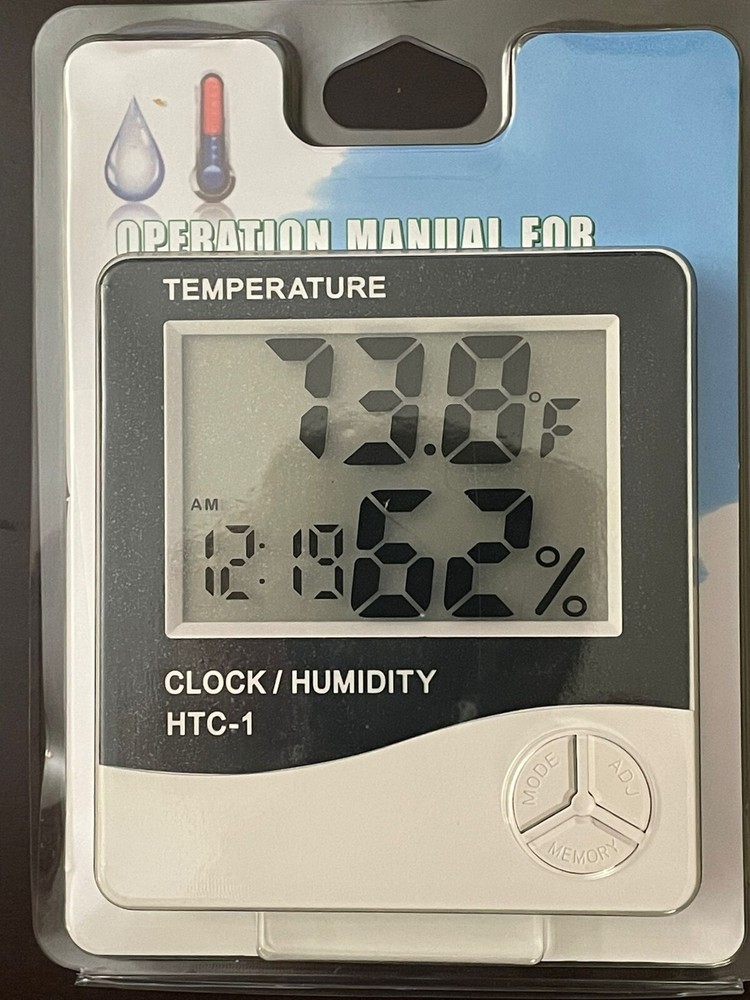 OPERATION MANUAL FOR
TEMPERATURE
73.8°F
AM
12:19 62%
CLOCK / HUMIDITY
HTC-1
MODE ADJ
MEMORY